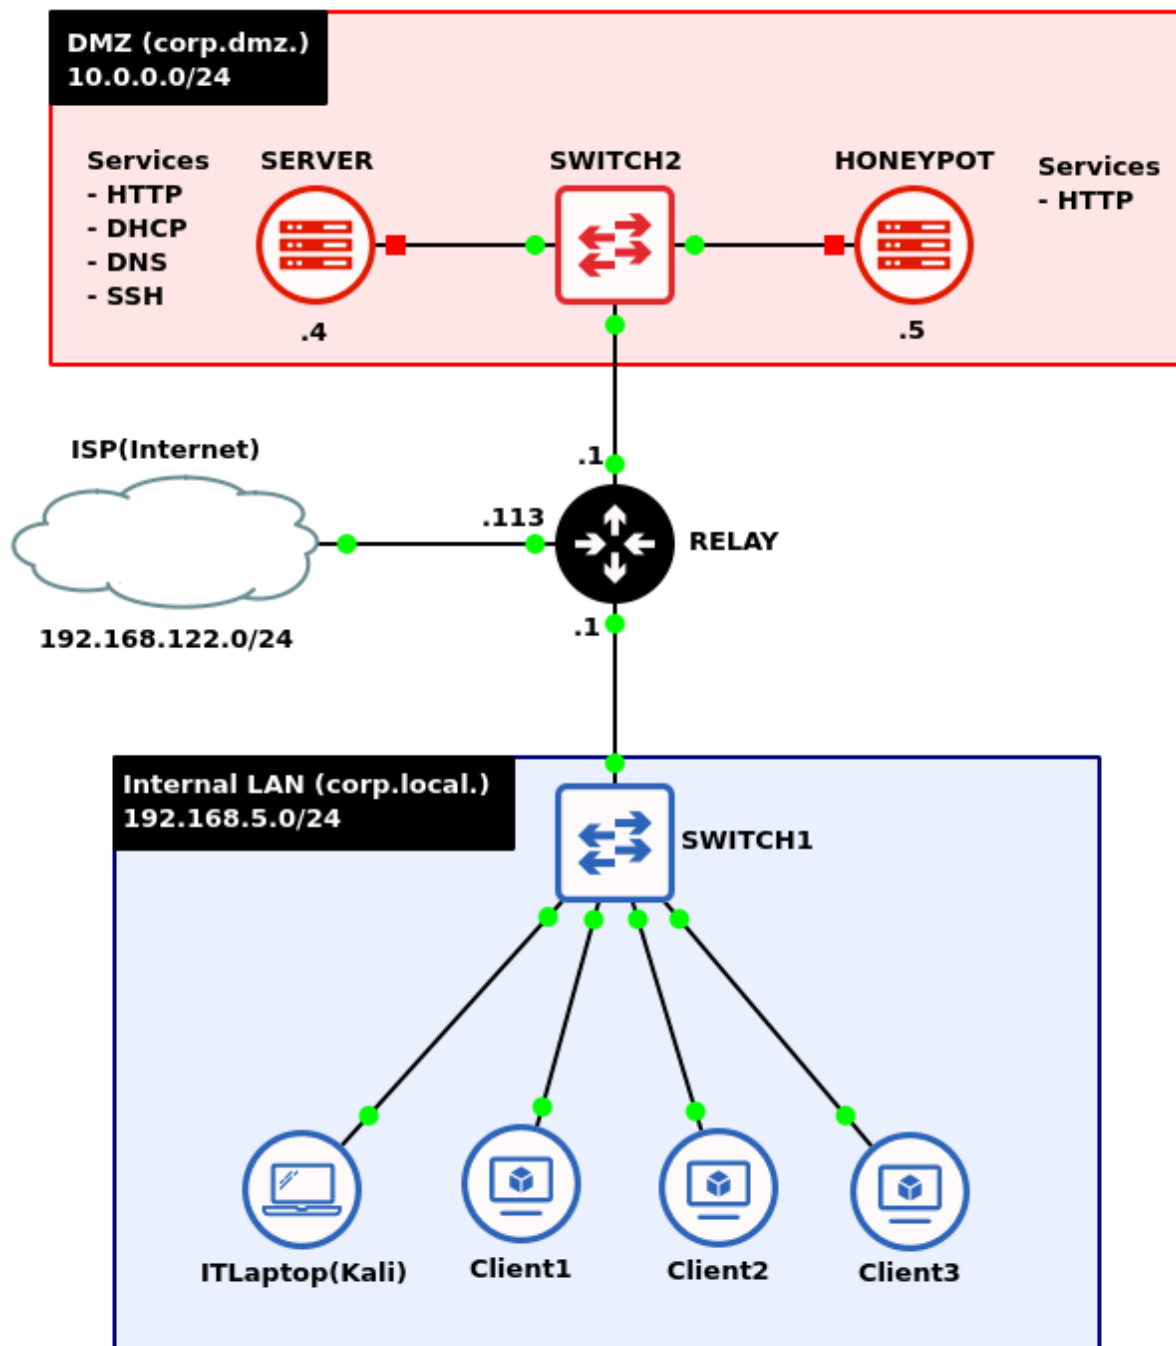 DMZ (corp.dmz.)
10.0.0.0/24
Services
- HTTP
- DHCP
- DNS
- SSH
SERVER
.4
SWITCH2
HONEYPOT
.5
Services
- HTTP
ISP(Internet)
192.168.122.0/24
.1
.113
RELAY
.1
Internal LAN (corp.local.)
192.168.5.0/24
SWITCH1
ITLaptop(Kali)
Client1
Client2
Client3